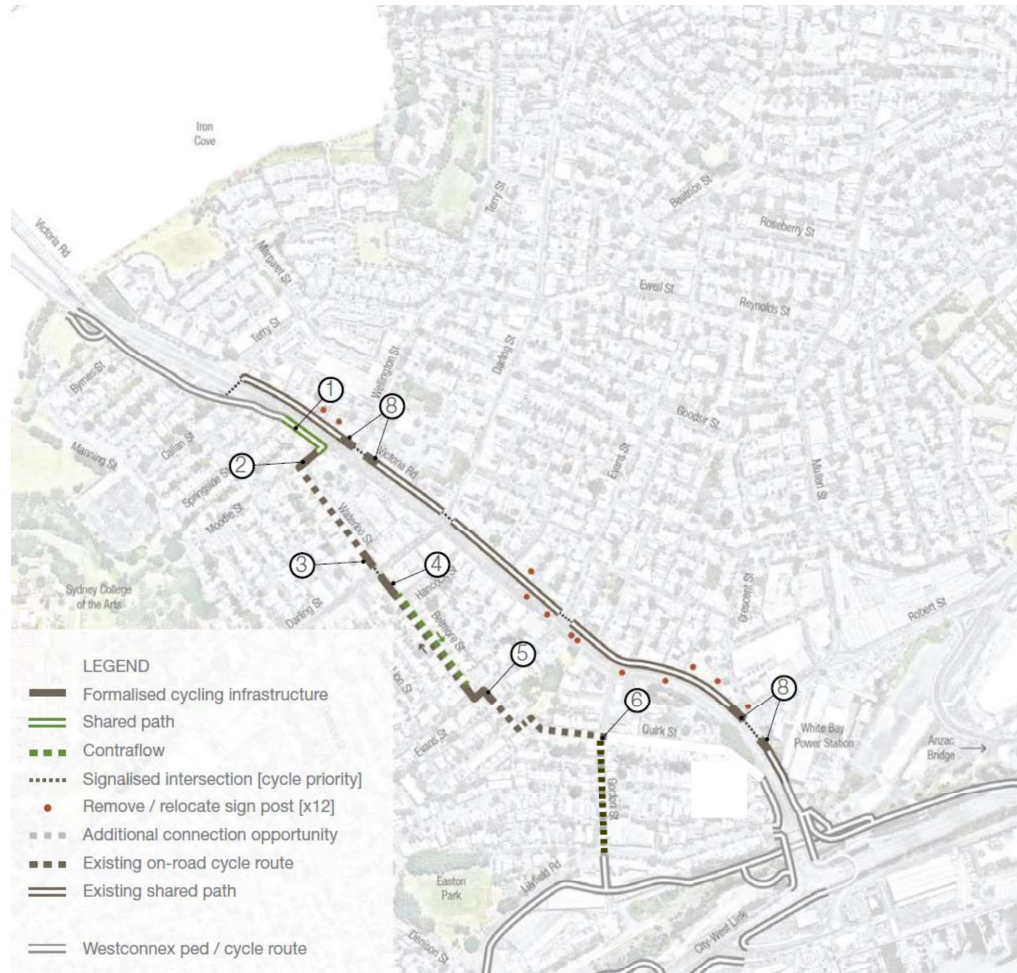 Iron
Cove
Victoria Rd
Terry St
Beatrice St
Roseberry St
Margaret St
Ewell St
Reynolds St
Terry St
Byrnes St
Wellington St
Darling St
1
8
Goodsir St
Callan St
Victoria Rd
Evans St
Manning St
2
Springside St
Mullen St
Moodie St
Waterloo St
3
4
Sydney College
of the Arts
Hancock St
Crescent St
Robert St
Darling St
Belmore St
LEGEND
Formalised cycling infrastructure
5
8
Shared path
6
Quirk St
White Bay
Power Station
Anzac
Bridge
Contraflow
Evans St
Signalised intersection [cycle priority]
Remove / relocate sign post [x12]
Gordon St
Additional connection opportunity
Existing on-road cycle route
Lilyfield Rd
Easton
Park
Existing shared path
Denison St
City-West Link
Westconnex ped / cycle route